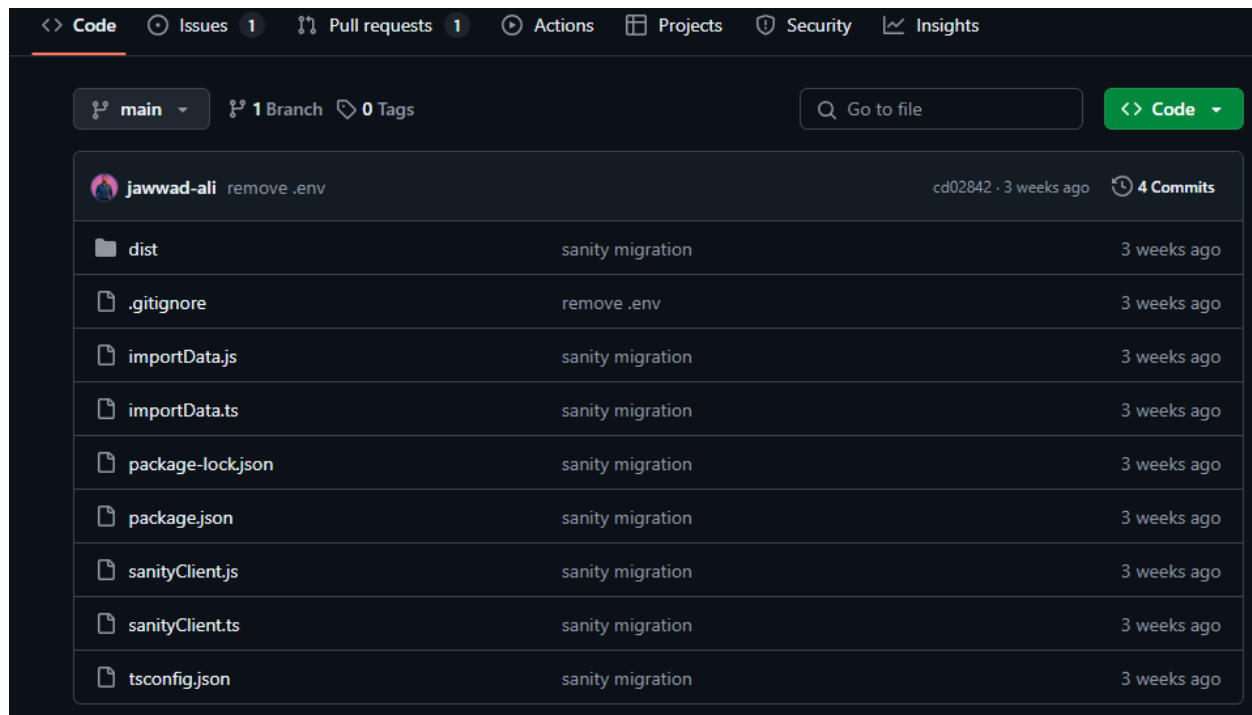 <> Code Issues 1 Pull requests 1 Actions Projects Security Insights
main 1 Branch 0 Tags Go to file <> Code
jawwad-ali remove .env cd02842 · 3 weeks ago 4 Commits
dist sanity migration 3 weeks ago
.gitignore remove .env 3 weeks ago
importData.js sanity migration 3 weeks ago
importData.ts sanity migration 3 weeks ago
package-lock.json sanity migration 3 weeks ago
package.json sanity migration 3 weeks ago
sanityClient.js sanity migration 3 weeks ago
sanityClient.ts sanity migration 3 weeks ago
tsconfig.json sanity migration 3 weeks ago